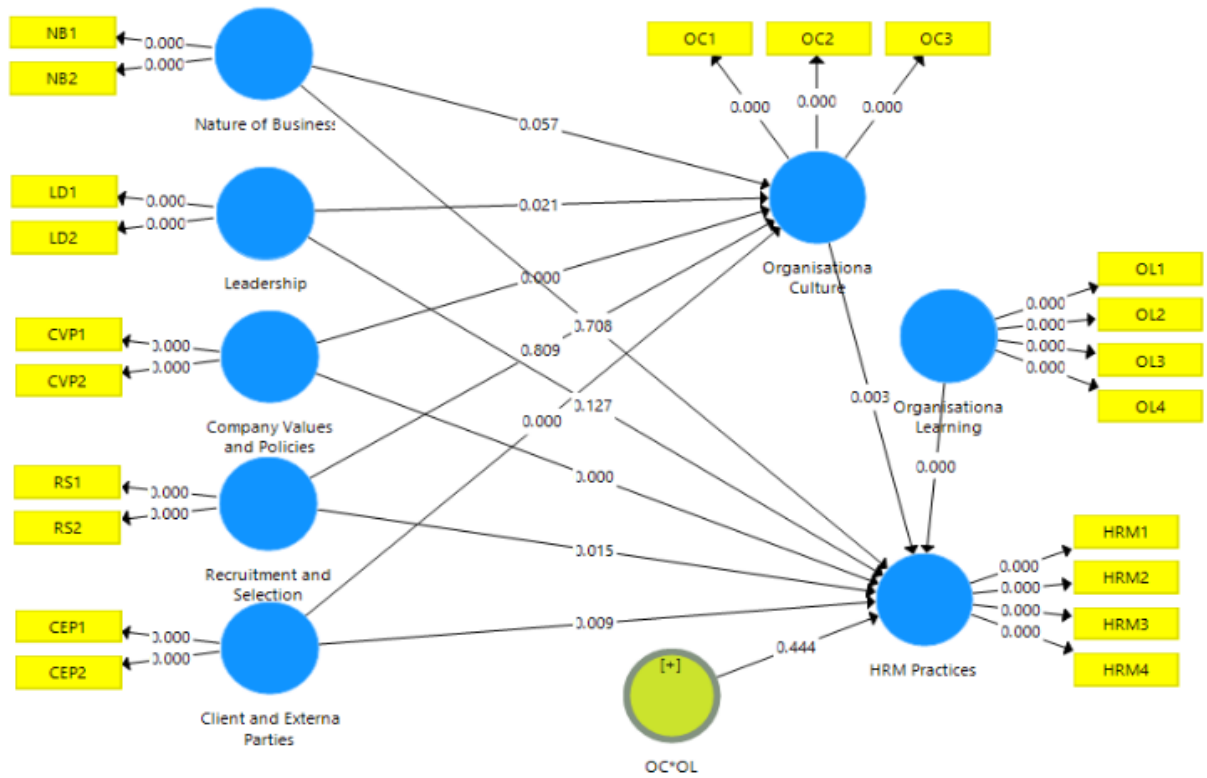 NB1
0.000
0.000
NB2
Nature of Business
OC1
OC2
OC3
0.000
0.000
0.000
0.057
LD1
0.000
0.000
LD2
Leadership
0.021
Organisationa
Culture
OL1
0.000
OL2
0.000
OL3
0.000
OL4
0.000
Organisationa
Learning
CVP1
0.000
CVP2
0.000
Company Values
and Policies
0.000
0.708
0.809
0.127
0.000
0.003
0.000
RS1
0.000
RS2
0.000
Recruitment and
Selection
0.000
0.015
0.009
CEP1
0.000
CEP2
0.000
Client and Externa
Parties
HRM1
0.000
HRM2
0.000
HRM3
0.000
HRM4
0.000
HRM Practices
0.444
[+]
OC*OL